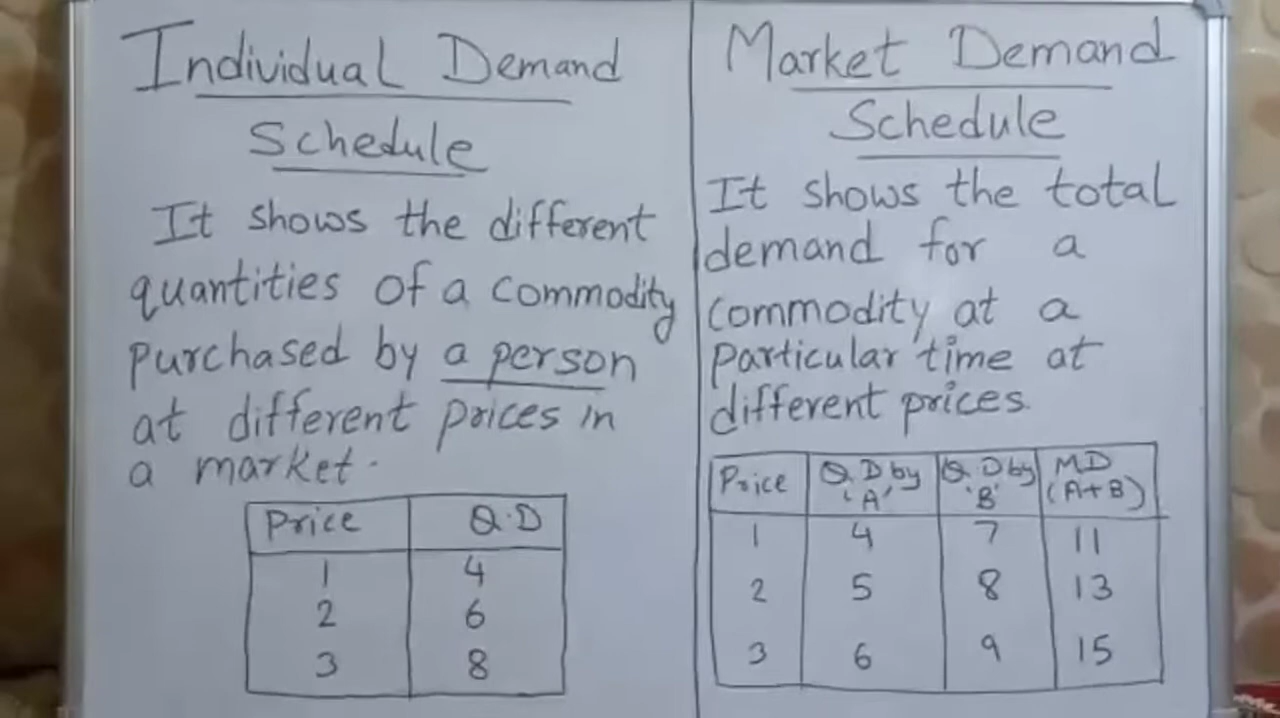 Individual Demand
Schedule
It shows the different
quantities of a commodity
purchased by a person
at different prices in
a market.
Price Q.D
1 4
2 6
3 8
Market Demand
Schedule
It shows the total
demand for a
commodity at a
particular time at
different prices.
Price Q.D by 'A' Q.D by 'B' MD (A+B)
1 4 7 11
2 5 8 13
3 6 9 15